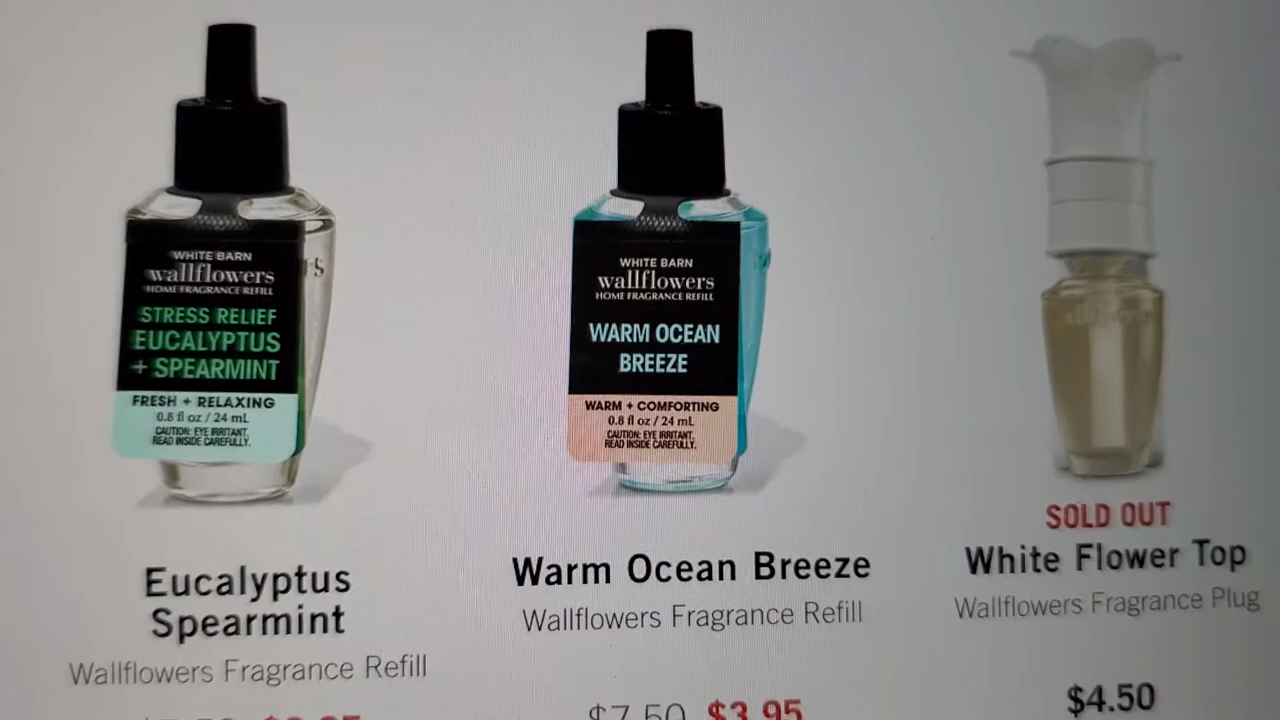 WHITE BARN
wallflowers
HOME FRAGRANCE REFILL
STRESS RELIEF
EUCALYPTUS
+ SPEARMINT
FRESH + RELAXING
0.8 fl oz / 24 mL
CAUTION: EYE IRRITANT.
READ INSIDE CAREFULLY.
Eucalyptus
Spearmint
Wallflowers Fragrance Refill
WHITE BARN
wallflowers
HOME FRAGRANCE REFILL
WARM OCEAN
BREEZE
WARM + COMFORTING
0.8 fl oz / 24 mL
CAUTION: EYE IRRITANT.
READ INSIDE CAREFULLY.
Warm Ocean Breeze
Wallflowers Fragrance Refill
$7.50 $3.95
SOLD OUT
White Flower Top
Wallflowers Fragrance Plug
$4.50